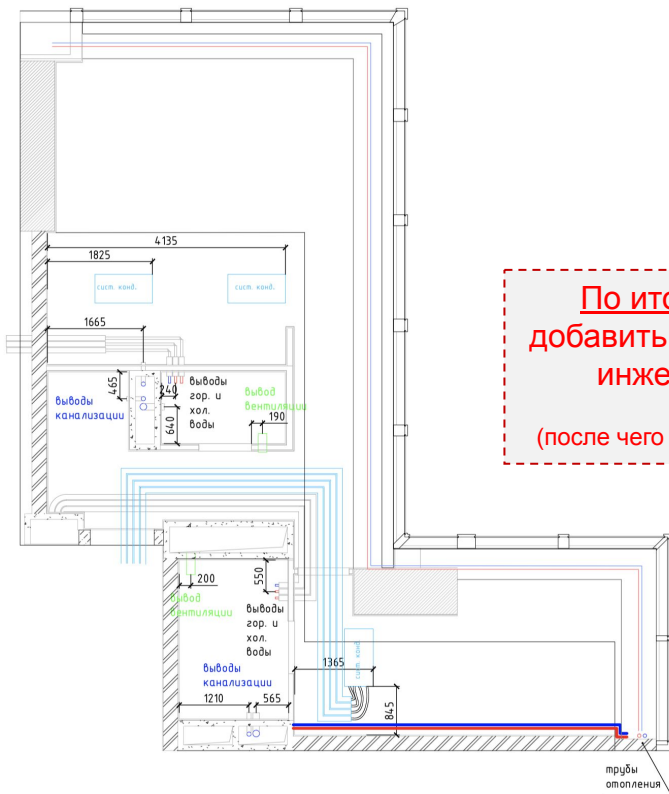 4135
1825
сист. конд.
сист. конд.
1665
465
240
выводы
гор. и
хол.
воды
выводы
канализации
вывод
вентиляции
640
190
По ито
добавить
инже
(после чего
200
550
вывод
вентиляции
выводы
гор. и
хол.
воды
сист. конд.
выводы
канализации
1365
1210
565
845
трубы
отопления